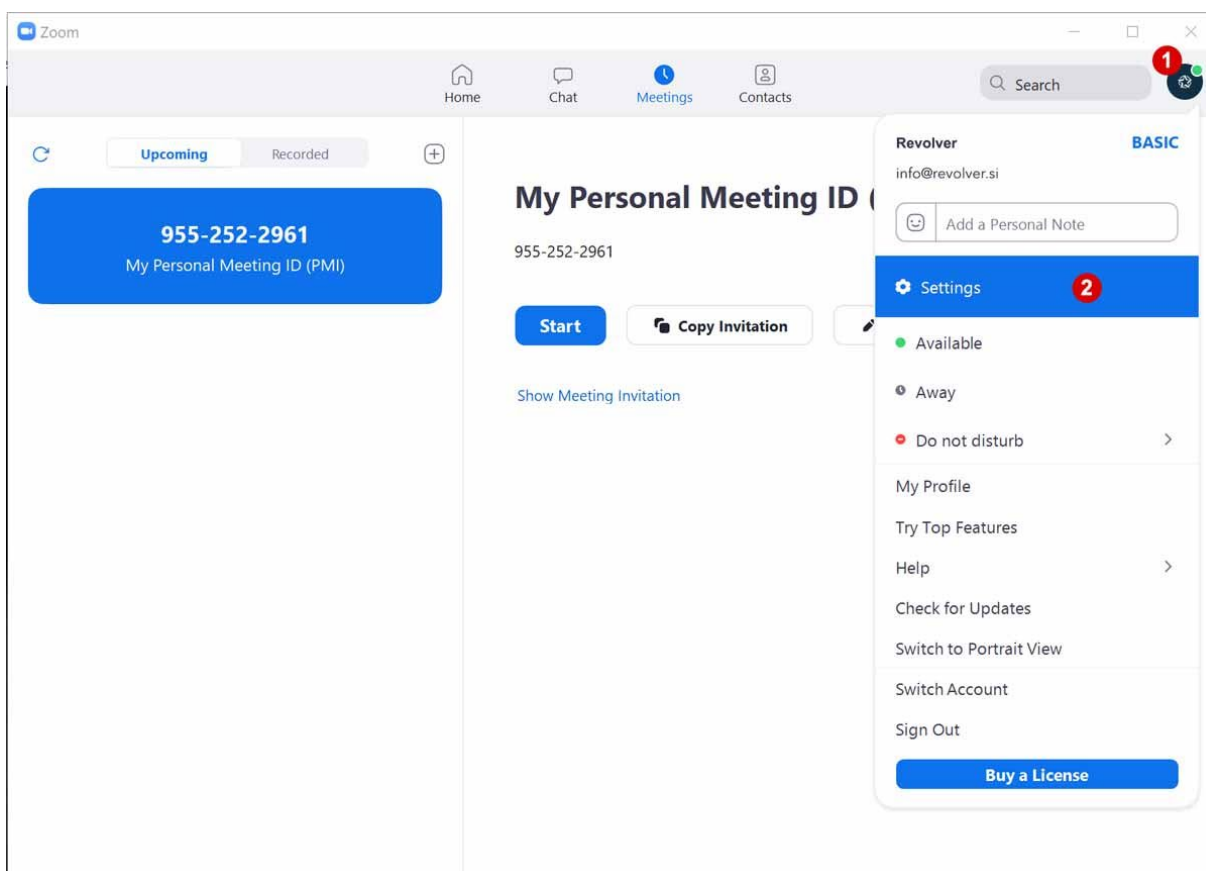 Zoom
Home
Chat
Meetings
Contacts
Search
1
Upcoming
Recorded
955-252-2961
My Personal Meeting ID (PMI)
My Personal Meeting ID (
955-252-2961
Start
Copy Invitation
Show Meeting Invitation
Revolver
BASIC
info@revolver.si
Add a Personal Note
Settings
2
Available
Away
Do not disturb
My Profile
Try Top Features
Help
Check for Updates
Switch to Portrait View
Switch Account
Sign Out
Buy a License